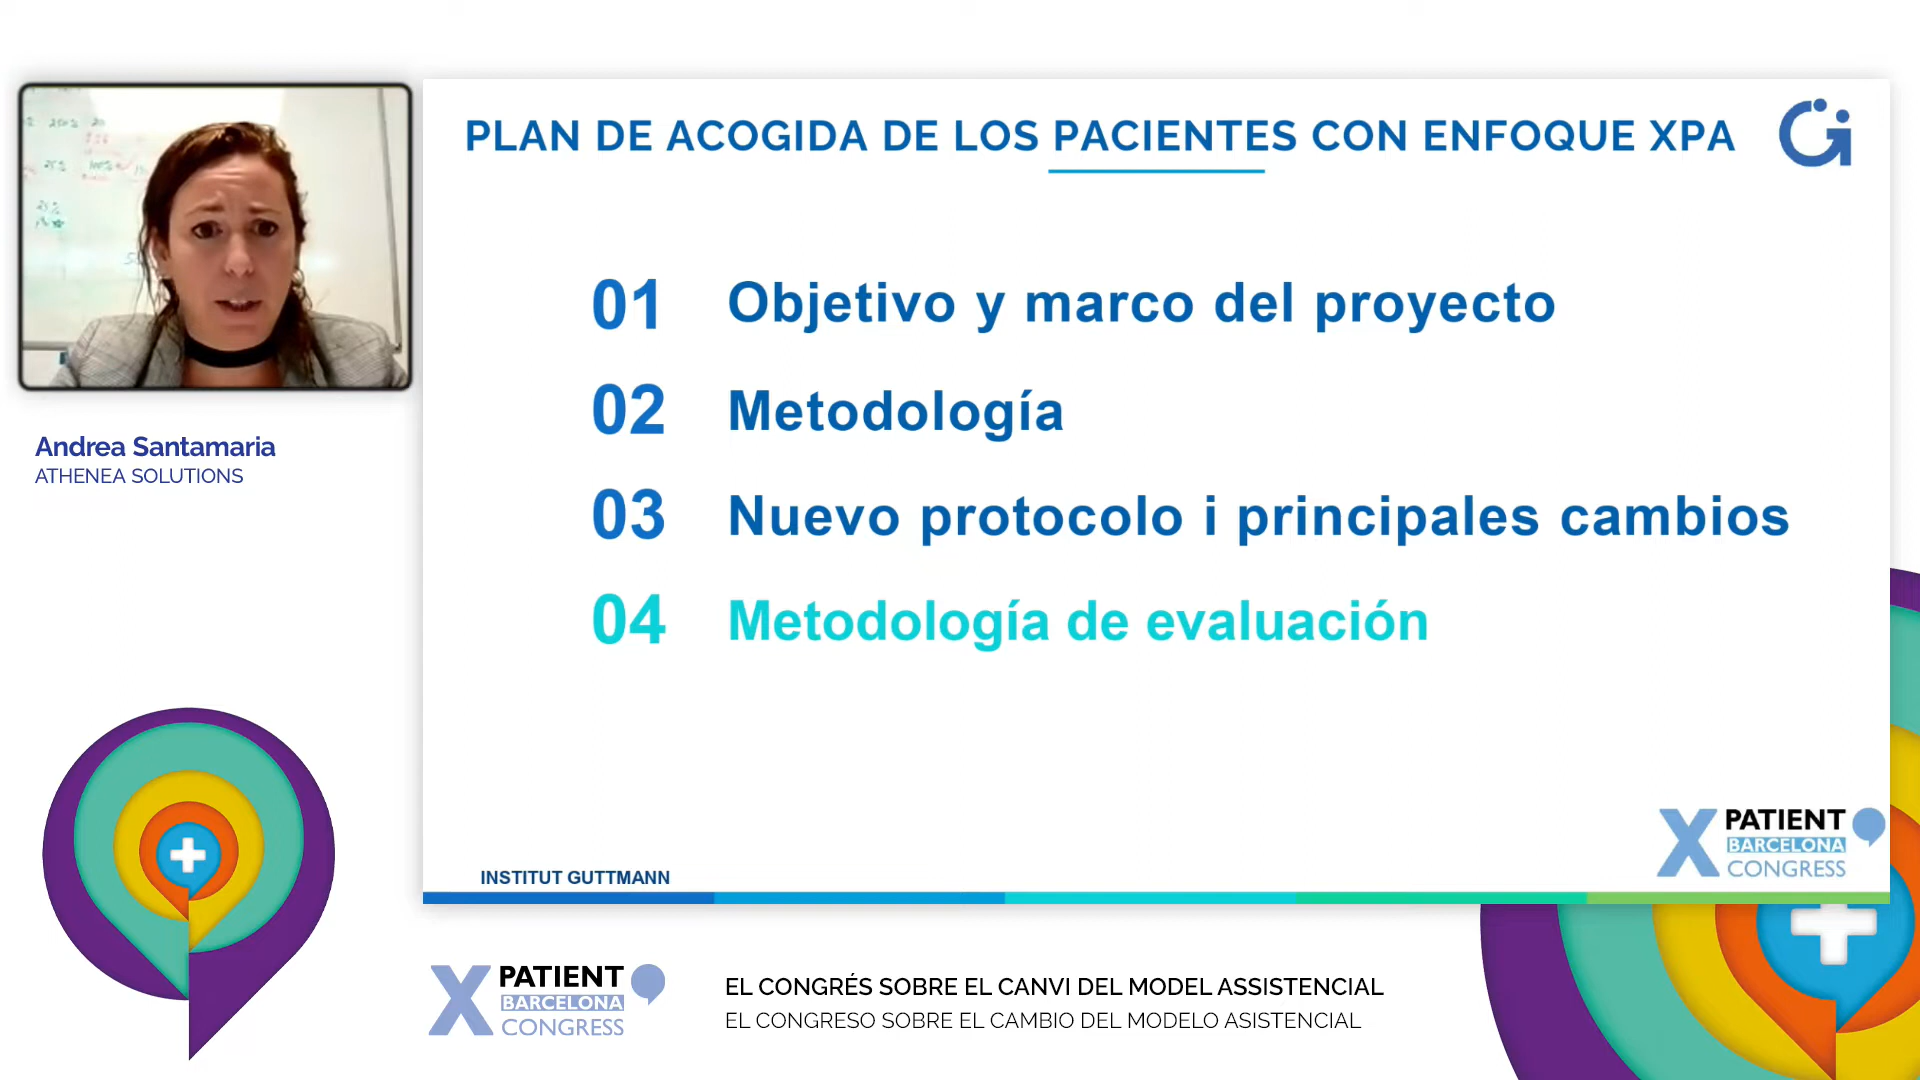 PLAN DE ACOGIDA DE LOS PACIENTES CON ENFOQUE XPA
01 Objetivo y marco del proyecto
02 Metodología
03 Nuevo protocolo i principales cambios
04 Metodología de evaluación
Andrea Santamaria
ATHENEA SOLUTIONS
INSTITUT GUTTMANN
X PATIENT
BARCELONA
CONGRESS
X PATIENT
BARCELONA
CONGRESS
EL CONGRÉS SOBRE EL CANVI DEL MODEL ASSISTENCIAL
EL CONGRESO SOBRE EL CAMBIO DEL MODELO ASISTENCIAL